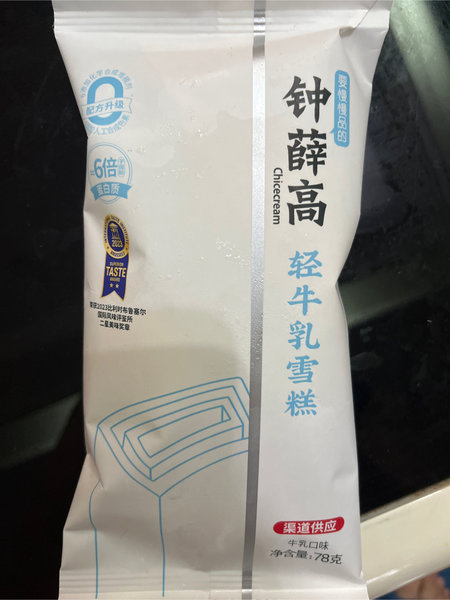 配方升级
6倍
蛋白质
2023
SUPERIOR
TASTE
AWARD
荣获2023比利时布鲁塞尔
国际风味评鉴所
二星美味奖章
要慢慢品的
钟薛高
Chicecream
轻牛乳雪糕
渠道供应
牛乳口味
净含量:78克